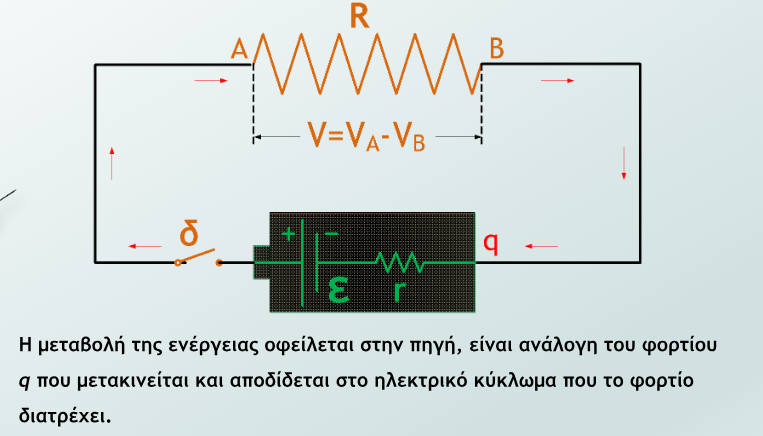 R
A
B
V=VA-VB
δ
+
−
q
ε
r
Η μεταβολή της ενέργειας οφείλεται στην πηγή, είναι ανάλογη του φορτίου
q που μετακινείται και αποδίδεται στο ηλεκτρικό κύκλωμα που το φορτίο
διατρέχει.